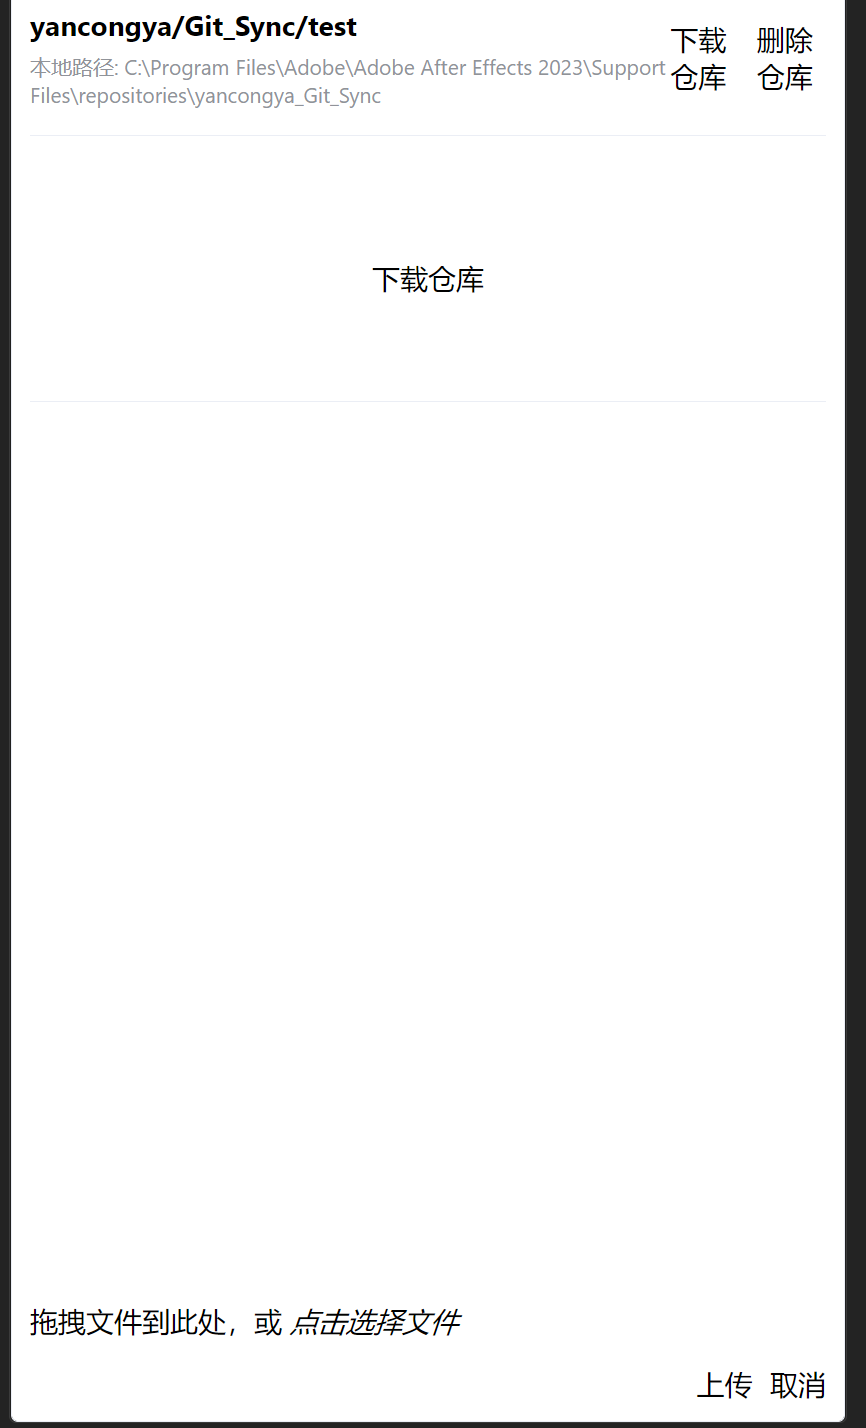 yancongya/Git_Sync/test
本地路径: C:\Program Files\Adobe\Adobe After Effects 2023\Support
Files\repositories\yancongya_Git_Sync
下载
仓库
删除
仓库
下载仓库
拖拽文件到此处，或 点击选择文件
上传 取消